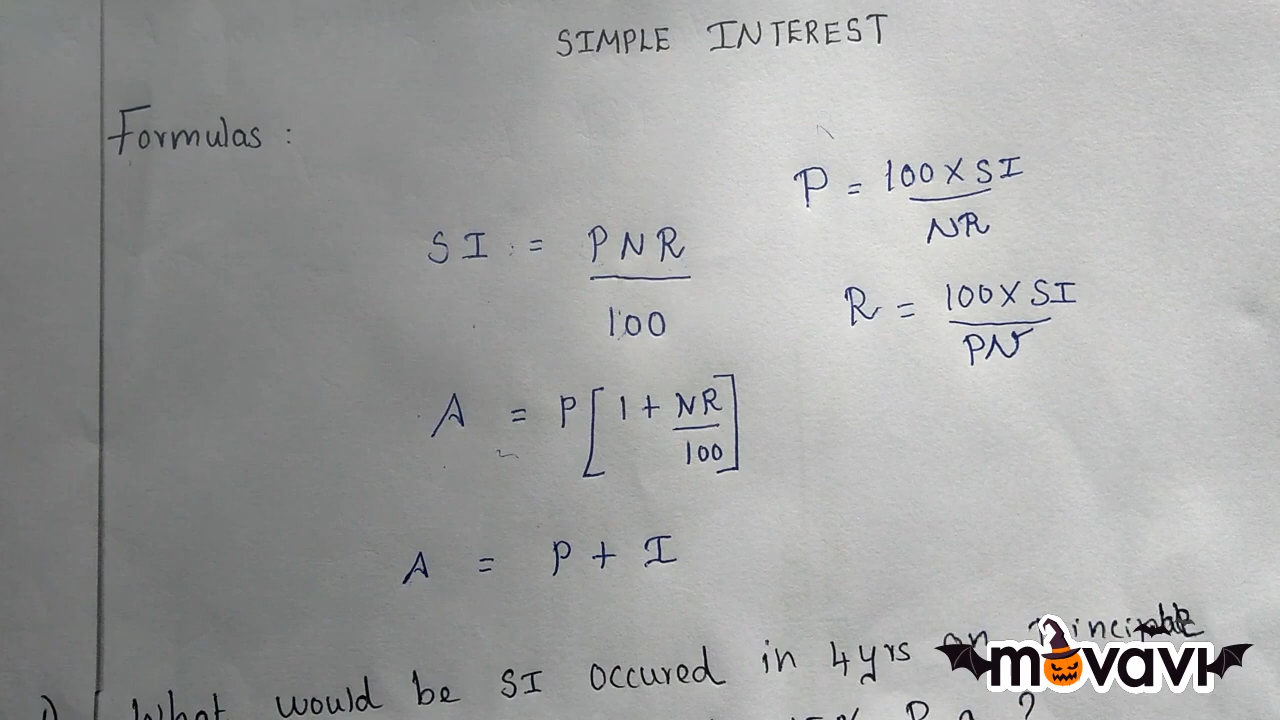 SIMPLE INTEREST
Formulas :
SI = PNR / 100
P = 100 X SI / NR
R = 100 X SI / PN
A = P [ 1 + NR / 100 ]
A = P + I
1) What would be SI occured in 4yrs on
P.a ?
movavi